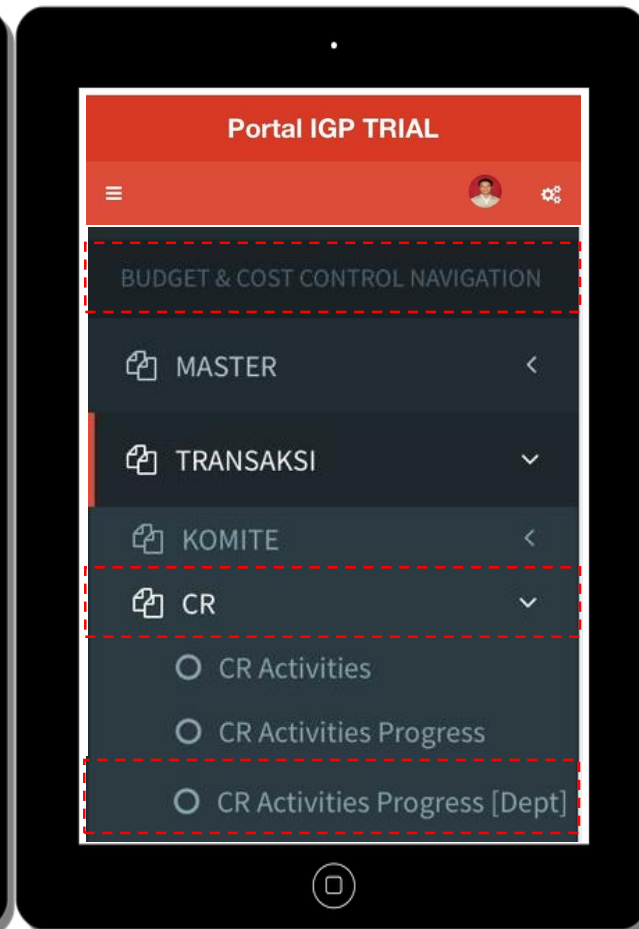 Portal IGP TRIAL
BUDGET & COST CONTROL NAVIGATION
MASTER
TRANSAKSI
KOMITE
CR
CR Activities
CR Activities Progress
CR Activities Progress [Dept]